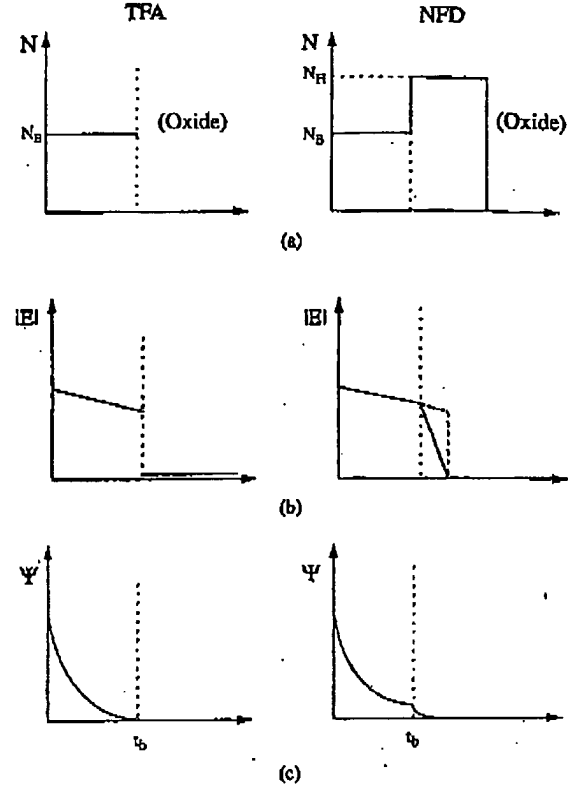 TFA
NFD
N
N_B
(Oxide)
N
N_H
N_B
(Oxide)
(a)
|E|
|E|
(b)
Ψ
t_b
Ψ
t_b
(c)